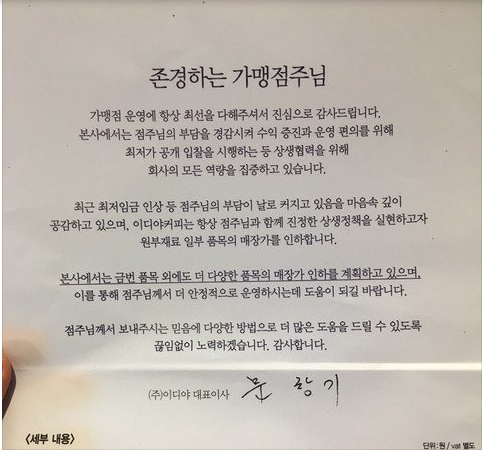 존경하는 가맹점주님
가맹점 운영에 항상 최선을 다해주셔서 진심으로 감사드립니다.
본사에서는 점주님의 부담을 경감시켜 수익 증진과 운영 편의를 위해
최저가 공개 입찰을 시행하는 등 상생협력을 위해
회사의 모든 역량을 집중하고 있습니다.
최근 최저임금 인상 등 점주님의 부담이 날로 커지고 있음을 마음속 깊이
공감하고 있으며, 이디야커피는 항상 점주님과 함께 진정한 상생정책을 실현하고자
원부재료 일부 품목의 매장가를 인하합니다.
본사에서는 금번 품목 외에도 더 다양한 품목의 매장가 인하를 계획하고 있으며,
이를 통해 점주님께서 더 안정적으로 운영하시는데 도움이 되길 바랍니다.
점주님께서 보내주시는 믿음에 다양한 방법으로 더 많은 도움을 드릴 수 있도록
끊임없이 노력하겠습니다. 감사합니다.
(주)이디야 대표이사 문 창 기
〈세부 내용〉 단위:원 / vat 별도